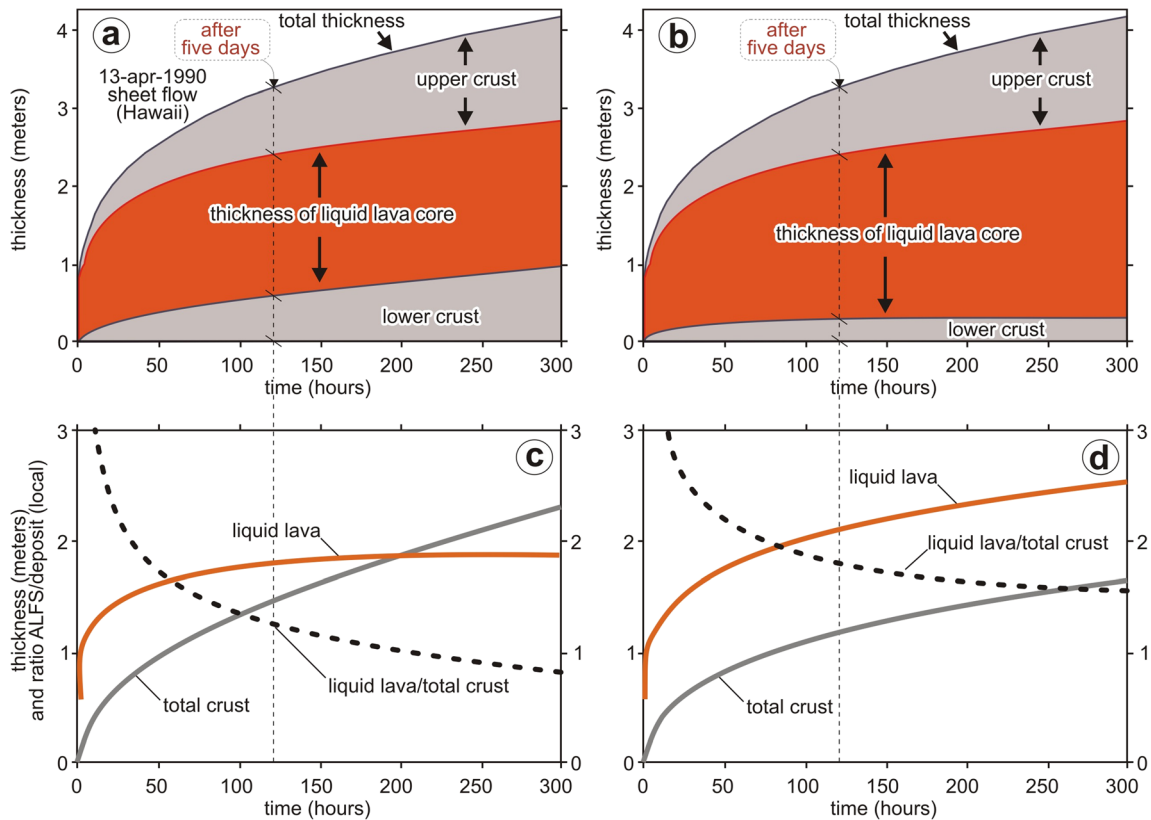 a
after
five days
total thickness
13-apr-1990
sheet flow
(Hawaii)
upper crust
thickness of liquid lava core
lower crust
thickness (meters)
4
3
2
1
0
0 50 100 150 200 250 300
time (hours)
b
after
five days
total thickness
upper crust
thickness of liquid lava core
lower crust
thickness (meters)
4
3
2
1
0
0 50 100 150 200 250 300
time (hours)
c
thickness (meters)
and ratio ALFS/deposit (local)
3
2
1
0
liquid lava
liquid lava/total crust
total crust
3
2
1
0
0 50 100 150 200 250 300
time (hours)
d
3
2
1
0
liquid lava
liquid lava/total crust
total crust
3
2
1
0
0 50 100 150 200 250 300
time (hours)